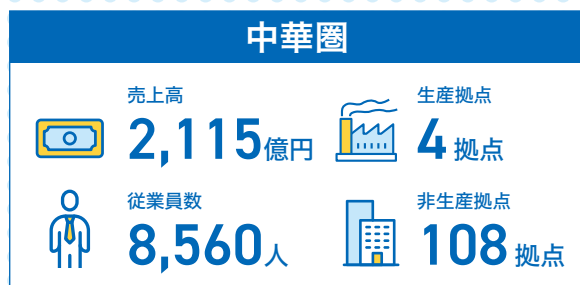 中華圏
売上高
2,115億円
生産拠点
4拠点
従業員数
8,560人
非生産拠点
108拠点